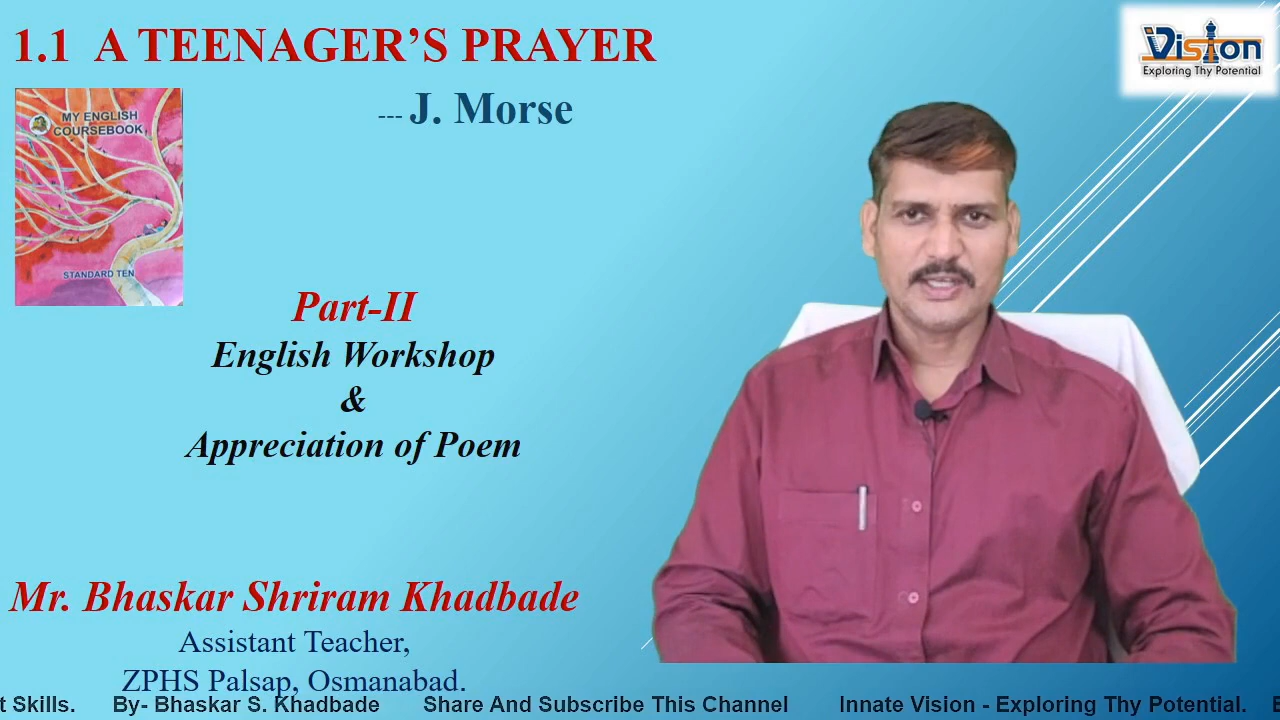 1.1 A TEENAGER’S PRAYER
--- J. Morse
Vision
Exploring Thy Potential
MY ENGLISH
COURSEBOOK
STANDARD TEN
Part-II
English Workshop
&
Appreciation of Poem
Mr. Bhaskar Shriram Khadbade
Assistant Teacher,
ZPHS Palsap, Osmanabad.
t Skills. By- Bhaskar S. Khadbade Share And Subscribe This Channel Innate Vision - Exploring Thy Potential.